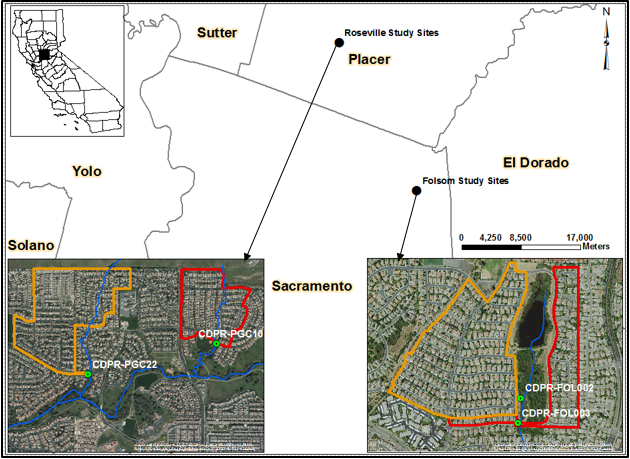 N
Sutter
Roseville Study Sites
Placer
Yolo
El Dorado
Folsom Study Sites
Solano
0 4,250 8,500 17,000
Meters
Sacramento
CDPR-PGC10
CDPR-PGC22
CDPR-FOL002
CDPR-FOL003